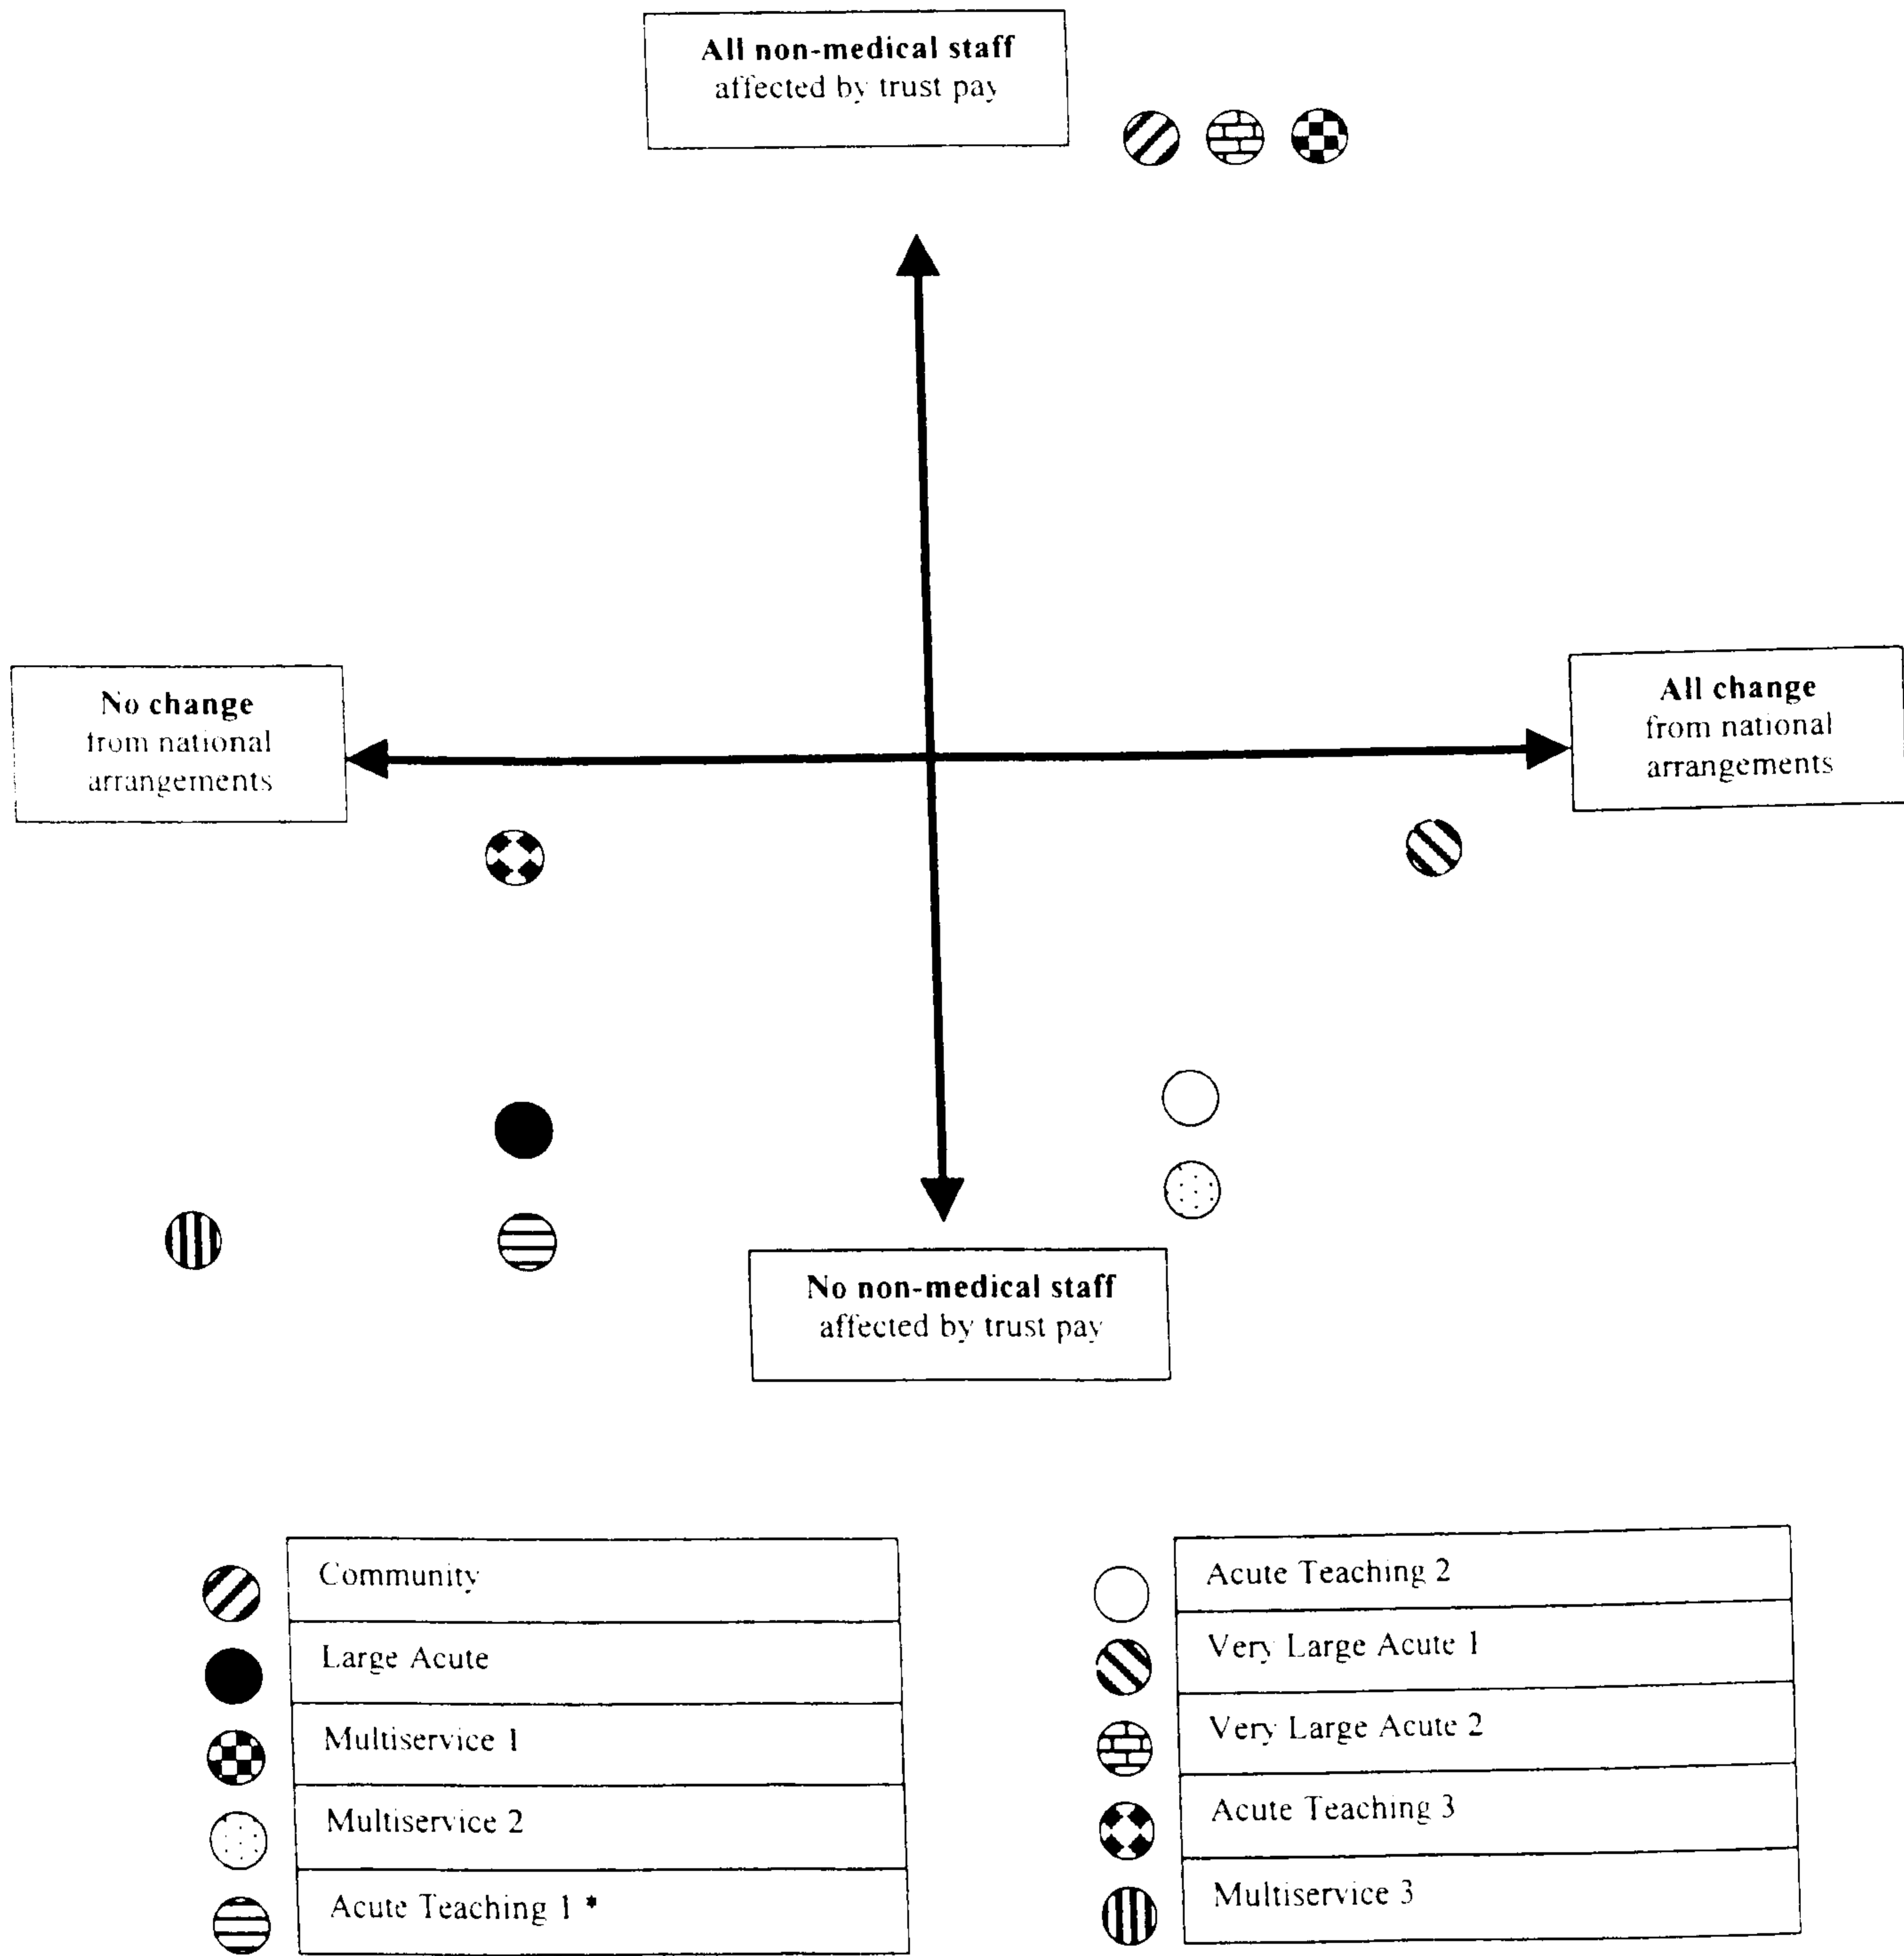 All non-medical staff
affected by trust pay
No change
from national
arrangements
All change
from national
arrangements
No non-medical staff
affected by trust pay
Community
Large Acute
Multiservice 1
Multiservice 2
Acute Teaching 1 *
Acute Teaching 2
Very Large Acute 1
Very Large Acute 2
Acute Teaching 3
Multiservice 3